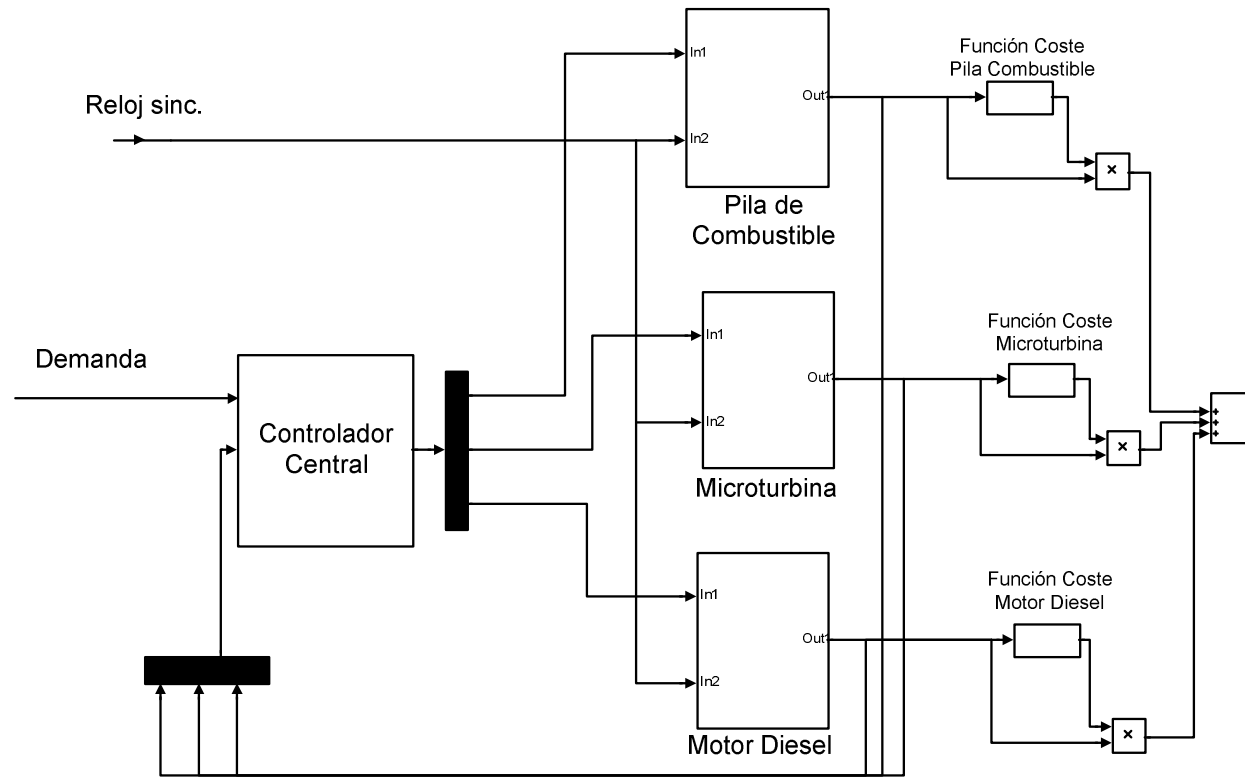 Función Coste
Pila Combustible
In1
Out1
Reloj sinc.
In2
×
Pila de
Combustible
Función Coste
Microturbina
In1
Demanda
Out1
Controlador
Central
In2
+
+
+
×
Microturbina
Función Coste
Motor Diesel
In1
Out1
In2
×
Motor Diesel